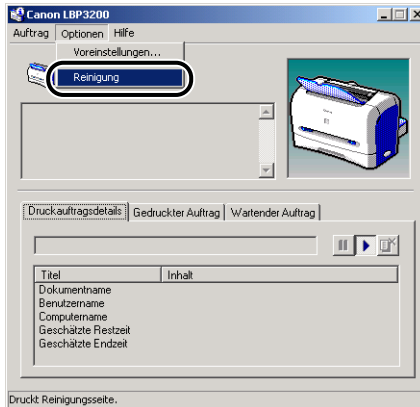 Canon LBP3200
Auftrag Optionen Hilfe
Voreinstellungen...
Reinigung
Druckauftragsdetails Gedruckter Auftrag Wartender Auftrag
Titel Inhalt
Dokumentname
Benutzername
Computername
Geschätzte Restzeit
Geschätzte Endzeit
Druckt Reinigungsseite.